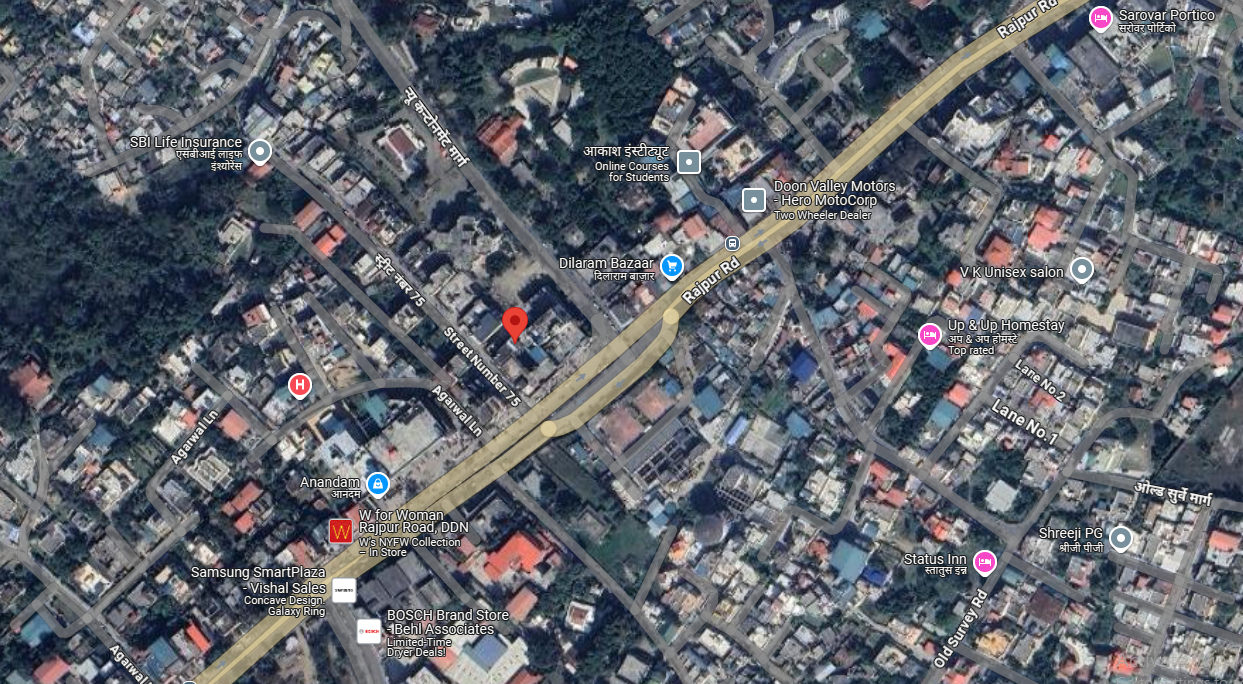 Rajpur Rd
Sarovar Portico
सरोवर पोर्टिको
न्यू कन्टोनमेंट मार्ग
SBI Life Insurance
एसबीआई लाइफ
इंश्योरेंस
आकाश इंस्टीट्यूट
Online Courses
for Students
Doon Valley Motors
- Hero MotoCorp
Two Wheeler Dealer
Dilaram Bazaar
दिलाराम बाज़ार
Rajpur Rd
V K Unisex salon
स्ट्रीट नंबर 75
Street Number 75
Up & Up Homestay
अप & अप होमस्टे
Top rated
H
Lane No.2
Lane No.1
Agarwal Ln
Agarwal Ln
Anandam
आनंदम
W
W for Woman
Rajpur Road, DDN
W's NYFW Collection
– In Store
ओल्ड सुर्वे मार्ग
Shreeji PG
श्रीजी पीजी
Status Inn
स्तातुस इन्न
Samsung SmartPlaza
- Vishal Sales
Concave Design.
Galaxy Ring
SAMSUNG
BOSCH
BOSCH Brand Store
- Behl Associates
Limited-Time
Dryer Deals!
Old Survey Rd